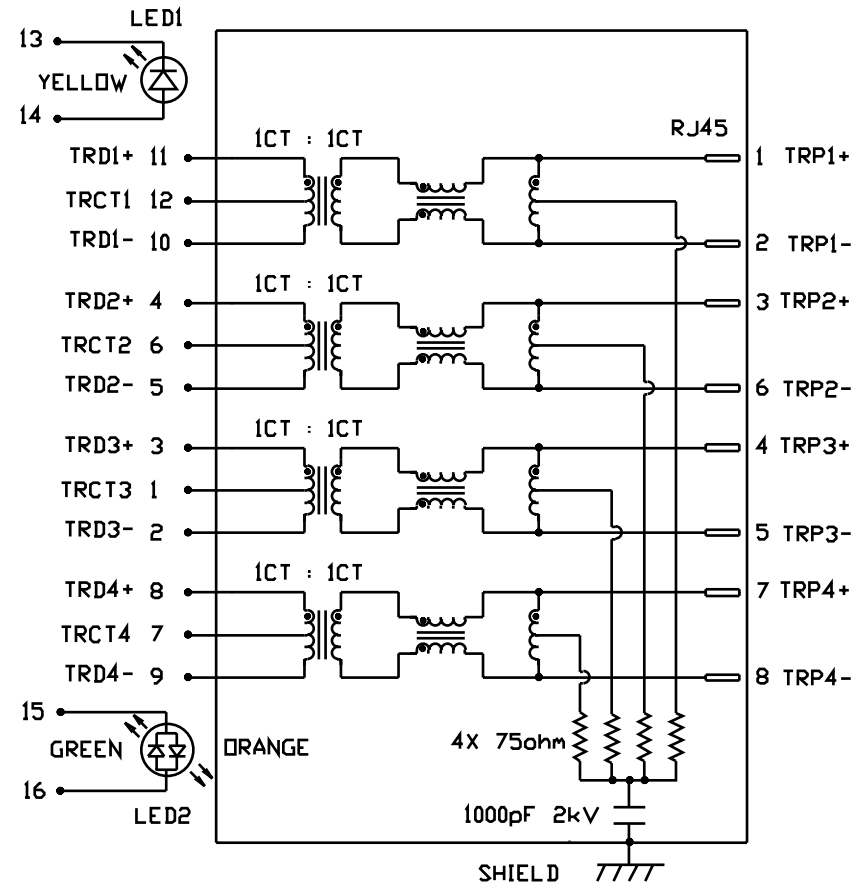 LED1
13
YELLOW
14
1CT : 1CT
RJ45
TRD1+ 11
1 TRP1+
TRCT1 12
TRD1- 10
2 TRP1-
1CT : 1CT
TRD2+ 4
3 TRP2+
TRCT2 6
TRD2- 5
6 TRP2-
1CT : 1CT
TRD3+ 3
4 TRP3+
TRCT3 1
TRD3- 2
5 TRP3-
1CT : 1CT
TRD4+ 8
7 TRP4+
TRCT4 7
TRD4- 9
8 TRP4-
15
GREEN
ORANGE
4X 75ohm
16
LED2
1000pF 2kV
SHIELD